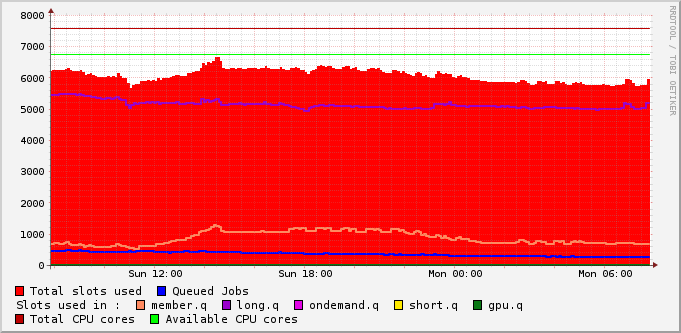 8000
7000
6000
5000
4000
3000
2000
1000
0
Sun 12:00 Sun 18:00 Mon 00:00 Mon 06:00
Total slots used Queued Jobs
Slots used in : member.q long.q ondemand.q short.q gpu.q
Total CPU cores Available CPU cores
RRDTOOL / TOBI OETIKER